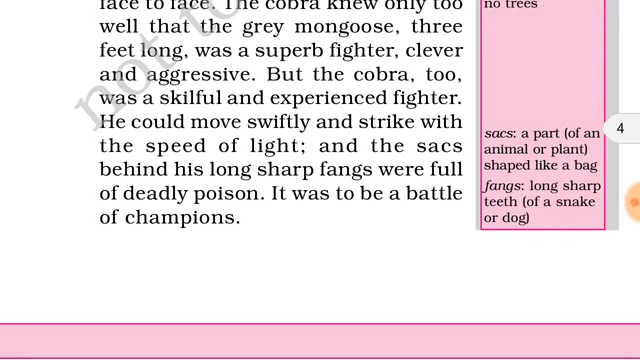 face to face. The cobra knew only too
well that the grey mongoose, three
feet long, was a superb fighter, clever
and aggressive. But the cobra, too,
was a skilful and experienced fighter.
He could move swiftly and strike with
the speed of light; and the sacs
behind his long sharp fangs were full
of deadly poison. It was to be a battle
of champions.
not to
no trees
sacs: a part (of an
animal or plant)
shaped like a bag
fangs: long sharp
teeth (of a snake
or dog)
4